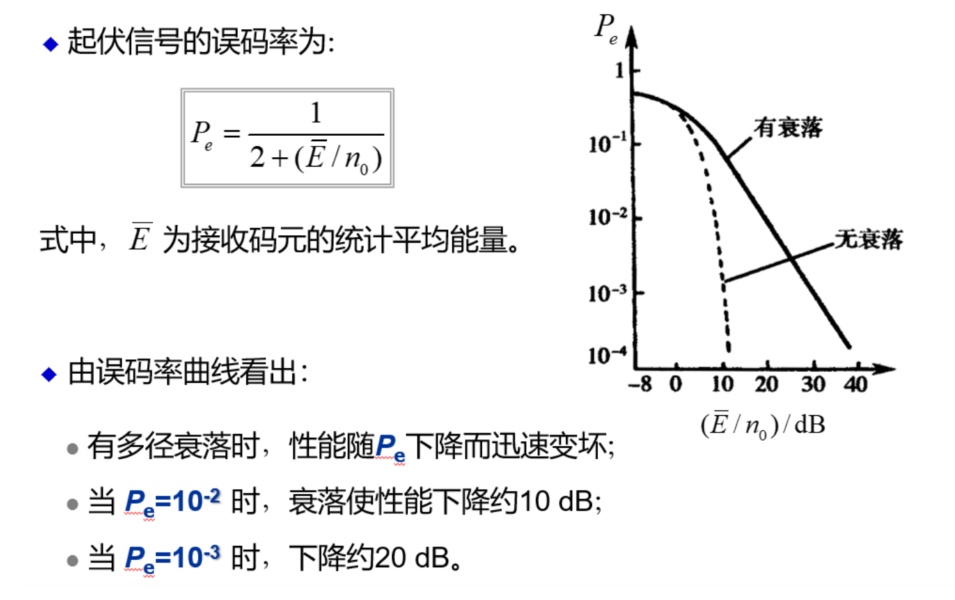 ◆ 起伏信号的误码率为:
P_e = 1 / (2 + (E̅ / n_0))
式中，E̅ 为接收码元的统计平均能量。
◆ 由误码率曲线看出：
● 有多径衰落时，性能随P_e下降而迅速变坏;
● 当 P_e=10^-2 时，衰落使性能下降约10 dB;
● 当 P_e=10^-3 时，下降约20 dB。
P_e
1
10^-1
10^-2
10^-3
10^-4
有衰落
无衰落
-8 0 10 20 30 40
(E̅ / n_0) / dB